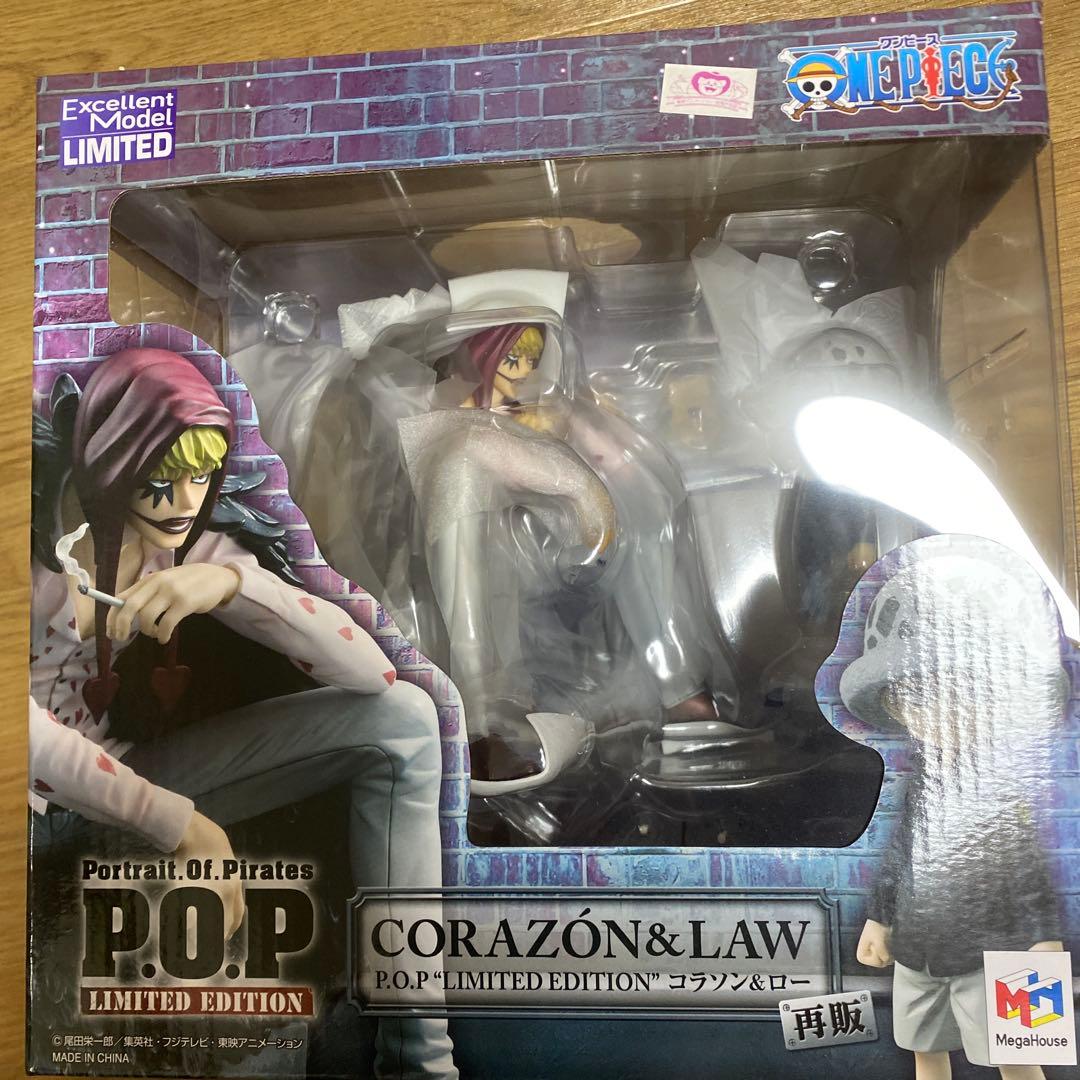 Excellent
Model
LIMITED
ワンピース
ONE PIECE
Portrait.Of.Pirates
P.O.P
LIMITED EDITION
CORAZÓN&LAW
P.O.P “LIMITED EDITION” コラソン&ロー
再販
©尾田栄一郎／集英社・フジテレビ・東映アニメーション
MADE IN CHINA
MegaHouse